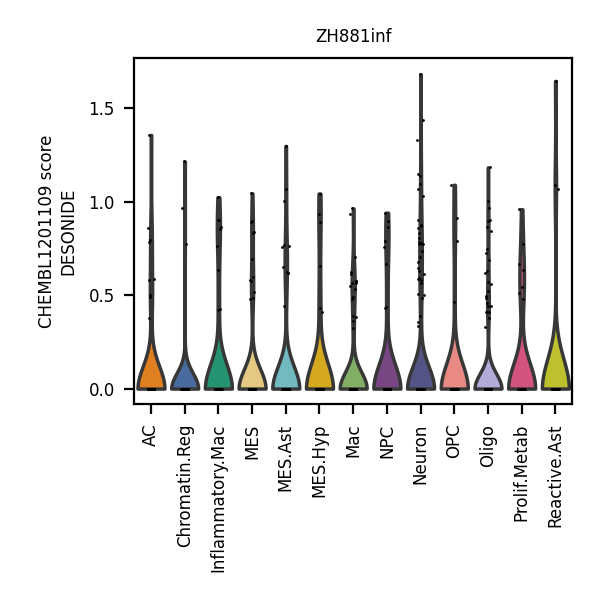 ZH881inf
CHEMBL1201109 score
DESONIDE
1.5
1.0
0.5
0.0
AC
Chromatin.Reg
Inflammatory.Mac
MES
MES.Ast
MES.Hyp
Mac
NPC
Neuron
OPC
Oligo
Prolif.Metab
Reactive.Ast